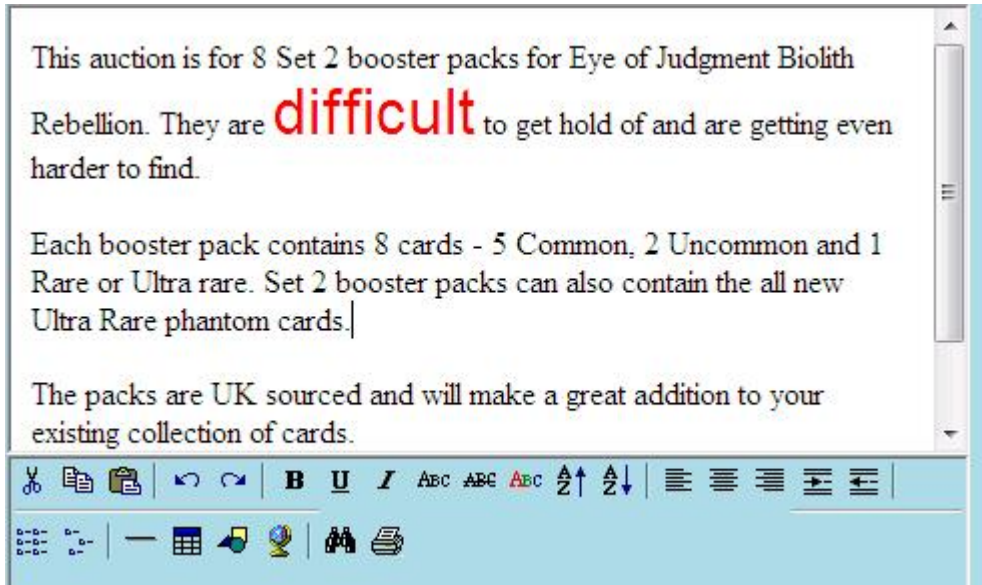 This auction is for 8 Set 2 booster packs for Eye of Judgment Biolith
Rebellion. They are difficult to get hold of and are getting even
harder to find.
Each booster pack contains 8 cards - 5 Common, 2 Uncommon and 1
Rare or Ultra rare. Set 2 booster packs can also contain the all new
Ultra Rare phantom cards.
The packs are UK sourced and will make a great addition to your
existing collection of cards.
B U I ABC ABC ABC A Z A Z